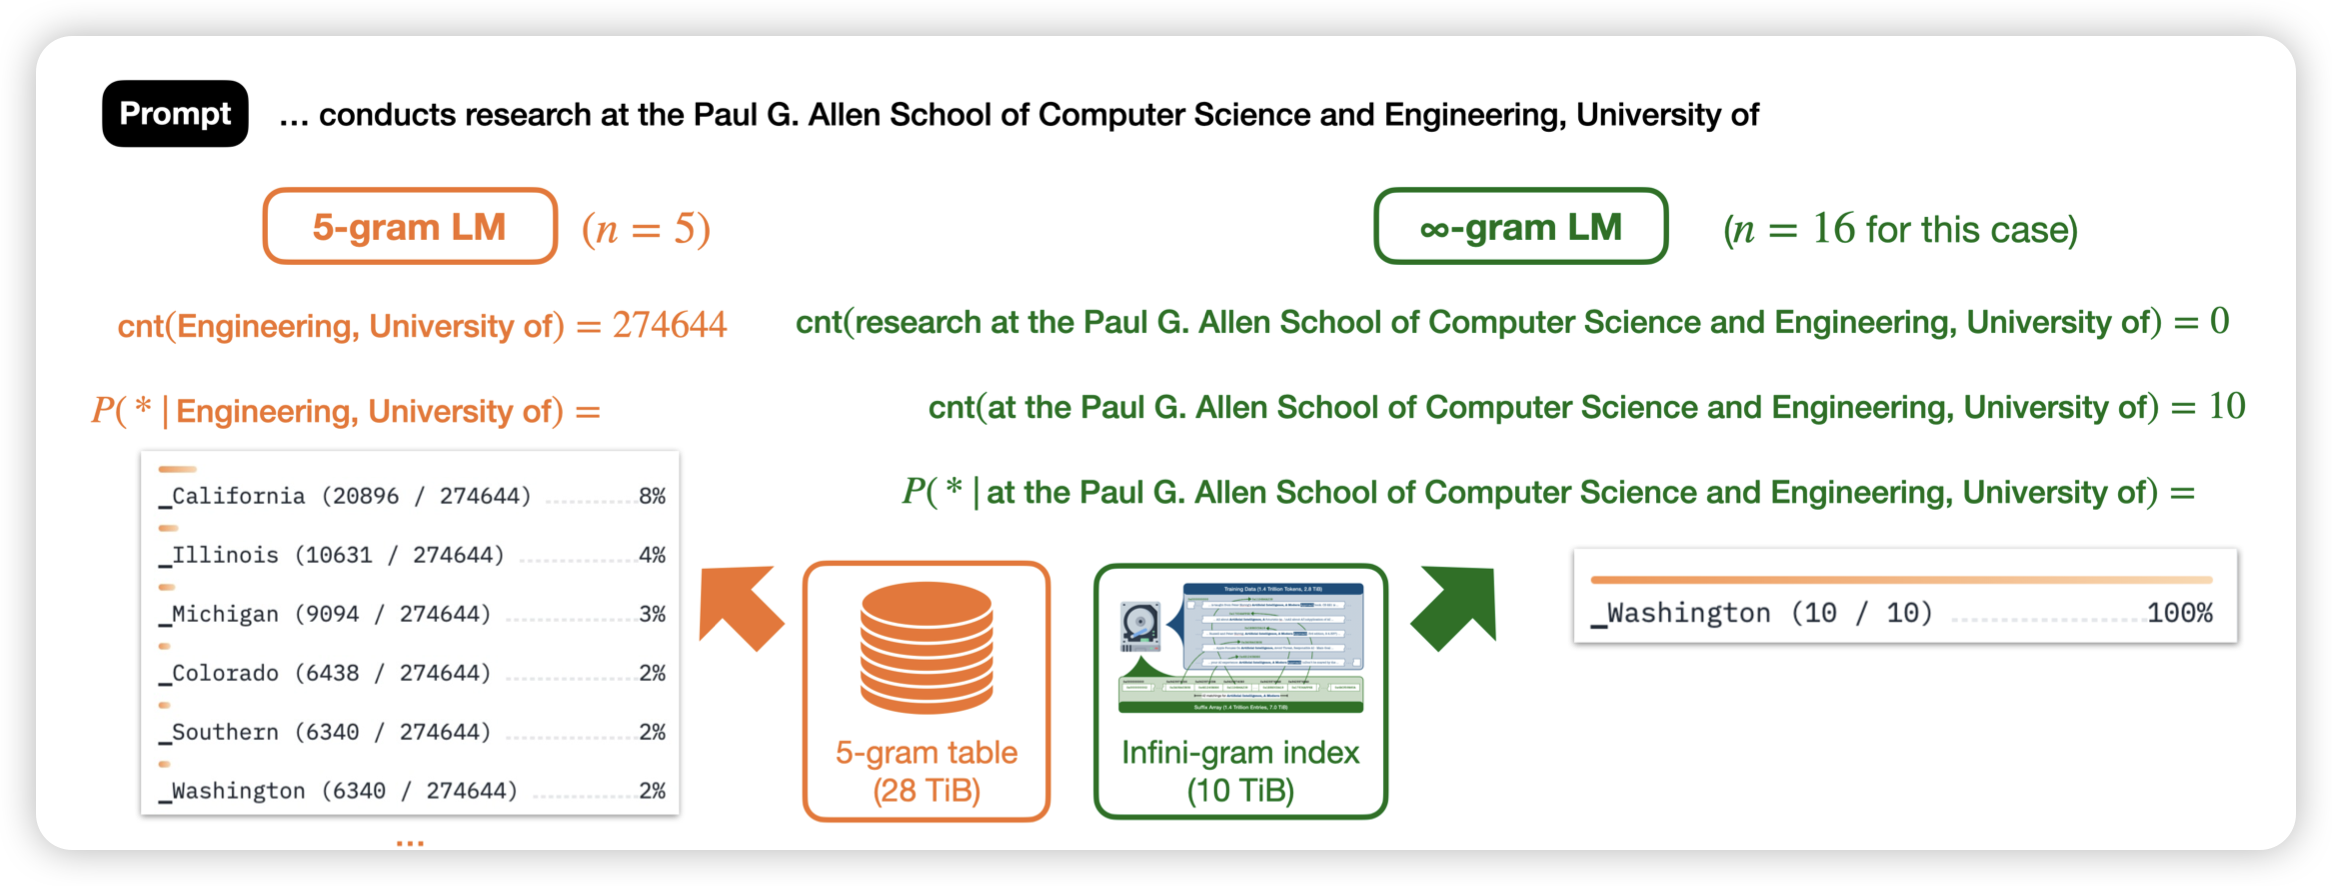 Prompt
... conducts research at the Paul G. Allen School of Computer Science and Engineering, University of
5-gram LM (n = 5)
cnt(Engineering, University of) = 274644
P( * | Engineering, University of) =
_California (20896 / 274644) 8%
_Illinois (10631 / 274644) 4%
_Michigan (9094 / 274644) 3%
_Colorado (6438 / 274644) 2%
_Southern (6340 / 274644) 2%
_Washington (6340 / 274644) 2%
...
5-gram table
(28 TiB)
∞-gram LM (n = 16 for this case)
cnt(research at the Paul G. Allen School of Computer Science and Engineering, University of) = 0
cnt(at the Paul G. Allen School of Computer Science and Engineering, University of) = 10
P( * | at the Paul G. Allen School of Computer Science and Engineering, University of) =
Training Data (1.4 Trillion Tokens, 2.8 TiB)
Suffix Array (1.4 Trillion Entries, 7.0 TiB)
Infini-gram index
(10 TiB)
_Washington (10 / 10) 100%